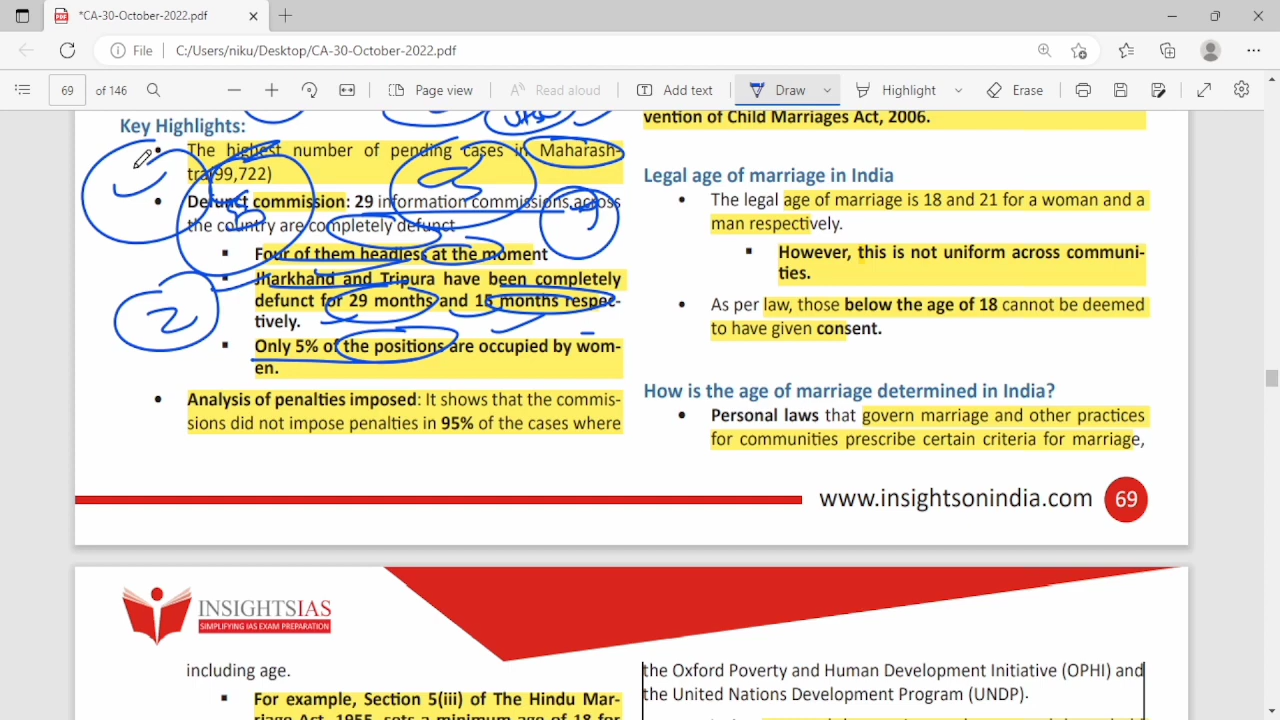 *CA-30-October-2022.pdf
File
C:/Users/niku/Desktop/CA-30-October-2022.pdf
69 of 146
Page view
Read aloud
Add text
Draw
Highlight
Erase
Key Highlights:
• The highest number of pending cases in Maharash-
tra(99,722)
• Defunct commission: 29 information commissions across
the country are completely defunct
▪ Four of them headless at the moment
▪ Jharkhand and Tripura have been completely
defunct for 29 months and 15 months respec-
tively.
▪ Only 5% of the positions are occupied by wom-
en.
• Analysis of penalties imposed: It shows that the commis-
sions did not impose penalties in 95% of the cases where
2
vention of Child Marriages Act, 2006.
Legal age of marriage in India
• The legal age of marriage is 18 and 21 for a woman and a
man respectively.
▪ However, this is not uniform across communi-
ties.
• As per law, those below the age of 18 cannot be deemed
to have given consent.
How is the age of marriage determined in India?
• Personal laws that govern marriage and other practices
for communities prescribe certain criteria for marriage,
www.insightsonindia.com 69
INSIGHTSIAS
SIMPLIFYING IAS EXAM PREPARATION
including age.
▪ For example, Section 5(iii) of The Hindu Mar-
riage Act, 1955, sets a minimum age of 18 for
the Oxford Poverty and Human Development Initiative (OPHI) and
the United Nations Development Program (UNDP).